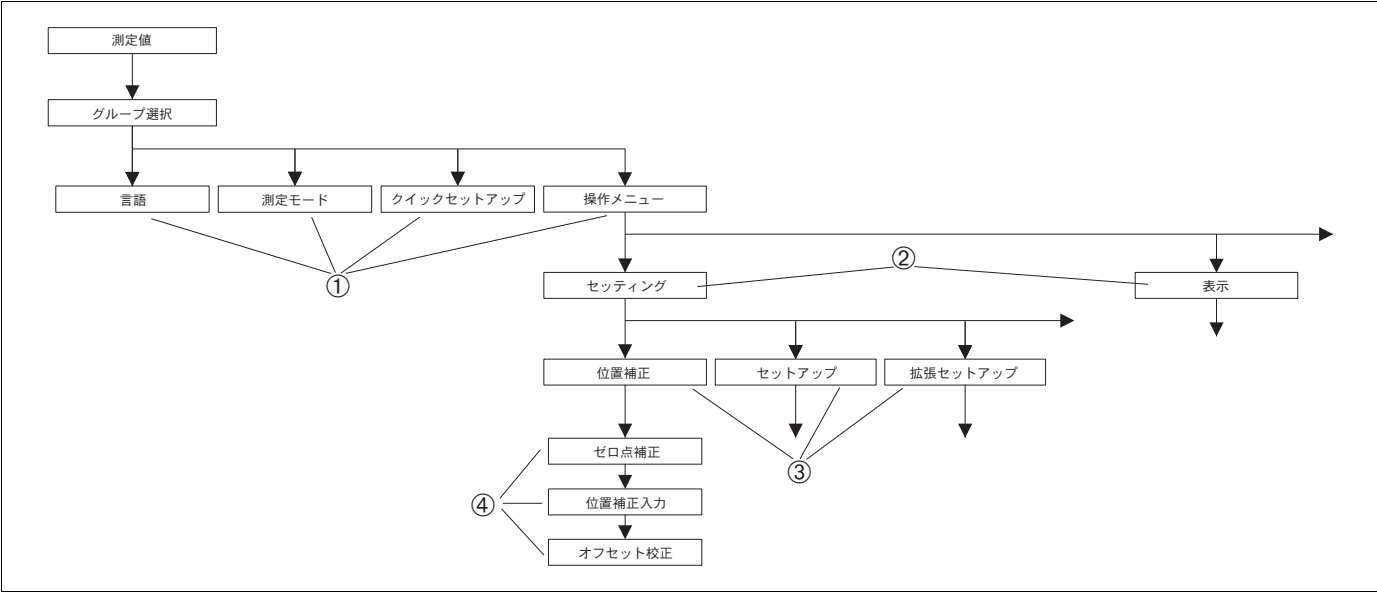 測定値
グループ選択
言語
測定モード
クイックセットアップ
操作メニュー
①
②
セッティング
表示
位置補正
セットアップ
拡張セットアップ
③
ゼロ点補正
④
位置補正入力
オフセット校正